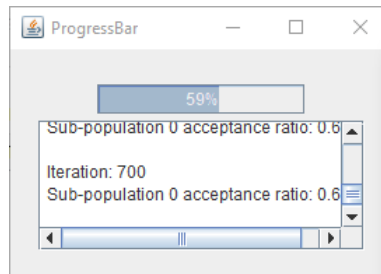 ProgressBar
59%
Sub-population 0 acceptance ratio: 0.6
Iteration: 700
Sub-population 0 acceptance ratio: 0.6